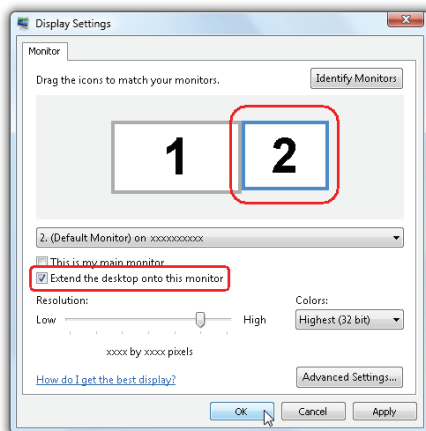 Display Settings
Monitor
Drag the icons to match your monitors.
Identify Monitors
1
2
2. (Default Monitor) on xxxxxxxxxx
This is my main monitor
Extend the desktop onto this monitor
Resolution:
Colors:
Low
High
Highest (32 bit)
xxxx by xxxx pixels
How do I get the best display?
Advanced Settings...
OK
Cancel
Apply